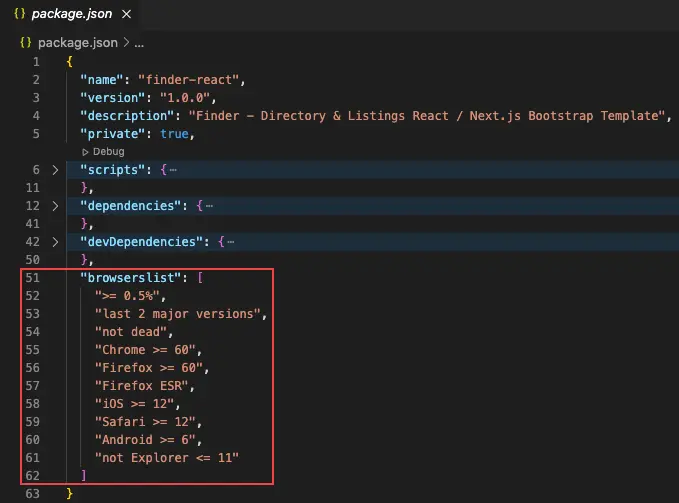 {} package.json ×
{} package.json > ...
1 {
2 "name": "finder-react",
3 "version": "1.0.0",
4 "description": "Finder - Directory & Listings React / Next.js Bootstrap Template",
5 "private": true,
Debug
6 "scripts": {⋯
11 },
12 "dependencies": {⋯
41 },
42 "devDependencies": {⋯
50 },
51 "browserslist": [
52 ">= 0.5%",
53 "last 2 major versions",
54 "not dead",
55 "Chrome >= 60",
56 "Firefox >= 60",
57 "Firefox ESR",
58 "iOS >= 12",
59 "Safari >= 12",
60 "Android >= 6",
61 "not Explorer <= 11"
62 ]
63 }